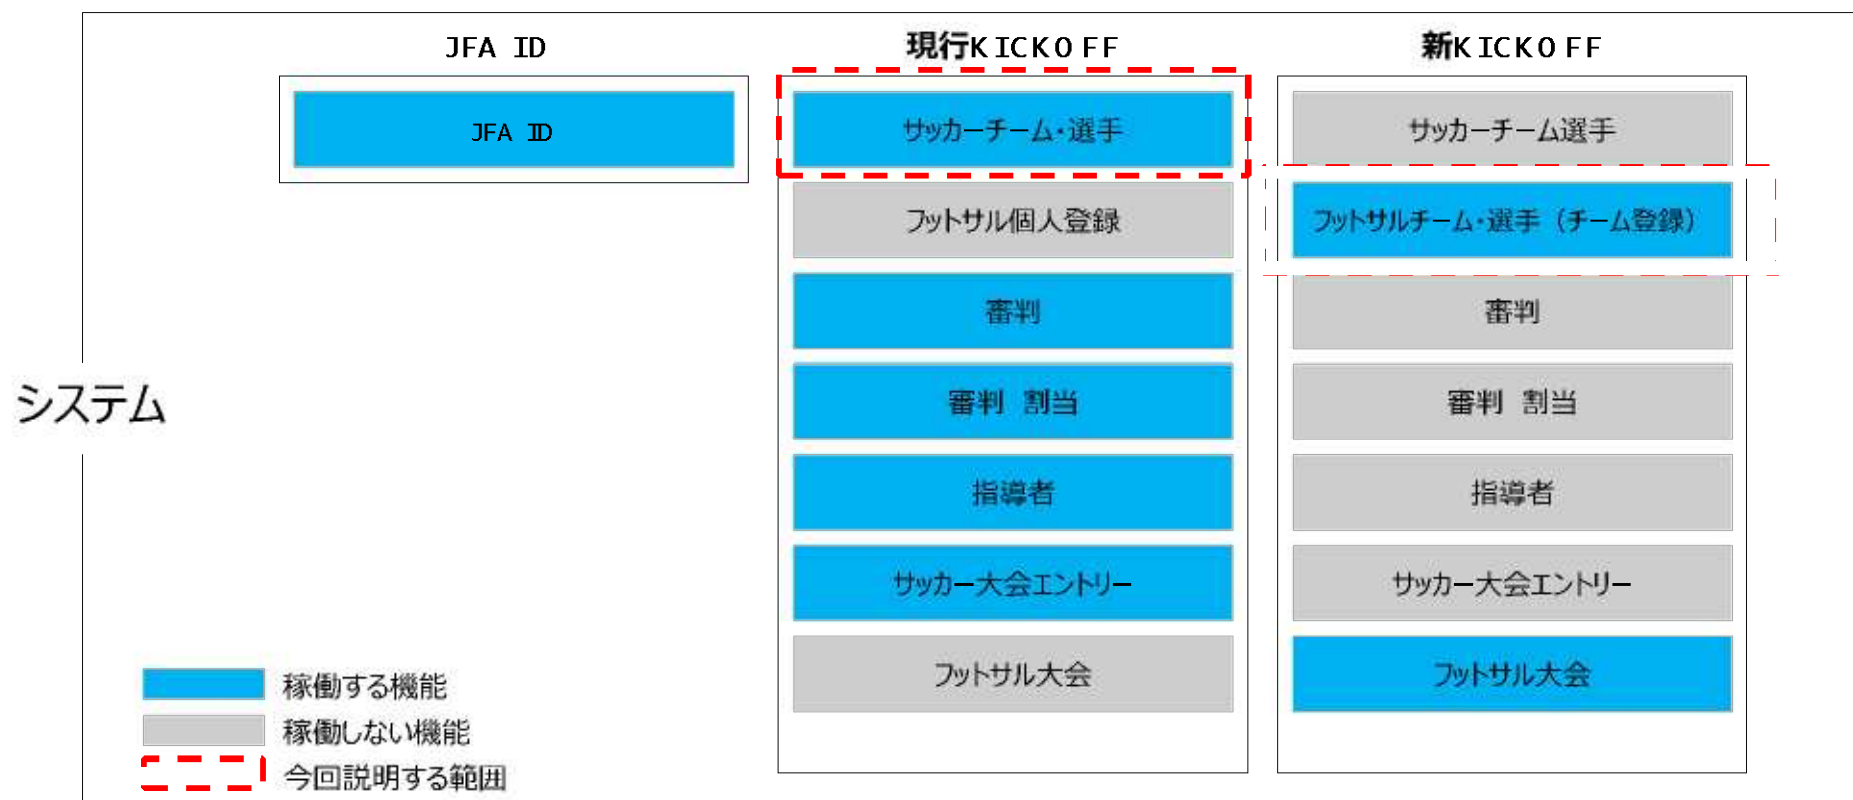 JFA ID
現行KICKOFF
新KICKOFF
JFA ID
サッカーチーム・選手
サッカーチーム選手
フットサル個人登録
フットサルチーム・選手（チーム登録）
審判
審判
システム
審判 割当
審判 割当
指導者
指導者
サッカー大会エントリー
サッカー大会エントリー
フットサル大会
フットサル大会
稼働する機能
稼働しない機能
今回説明する範囲